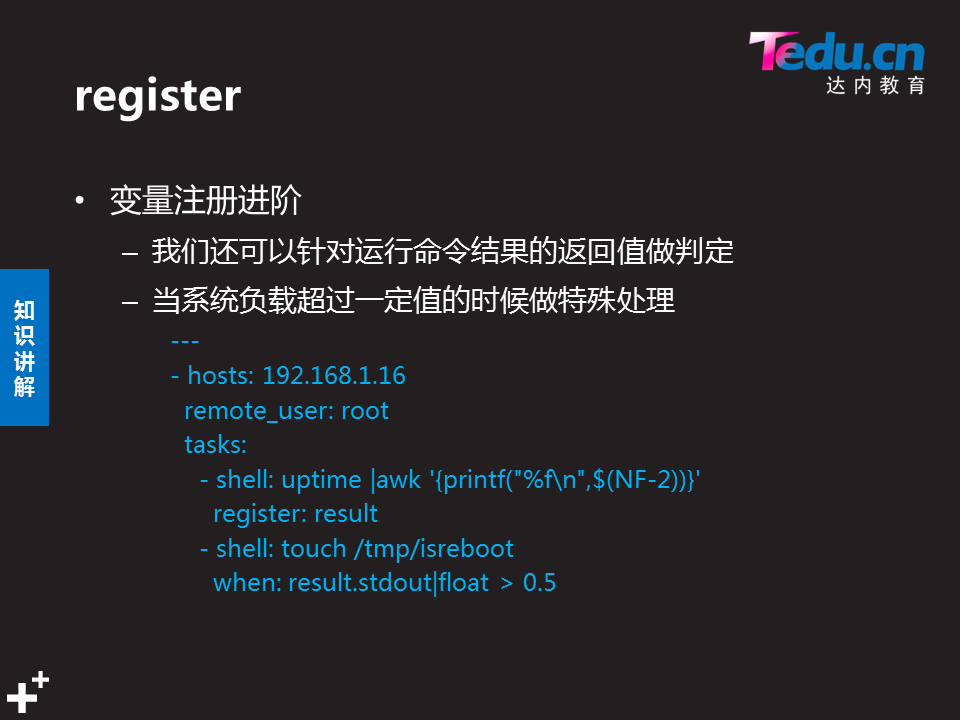 Tedu.cn
达内教育
register
• 变量注册进阶
– 我们还可以针对运行命令结果的返回值做判定
– 当系统负载超过一定值的时候做特殊处理
---
- hosts: 192.168.1.16
remote_user: root
tasks:
- shell: uptime |awk '{printf("%f\n",$(NF-2))}'
register: result
- shell: touch /tmp/isreboot
when: result.stdout|float > 0.5
知识讲解